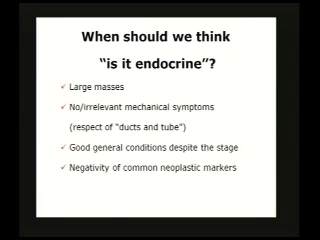 When should we think
“is it endocrine”?
✓ Large masses
✓ No/irrelevant mechanical symptoms
(respect of “ducts and tube”)
✓ Good general conditions despite the stage
✓ Negativity of common neoplastic markers